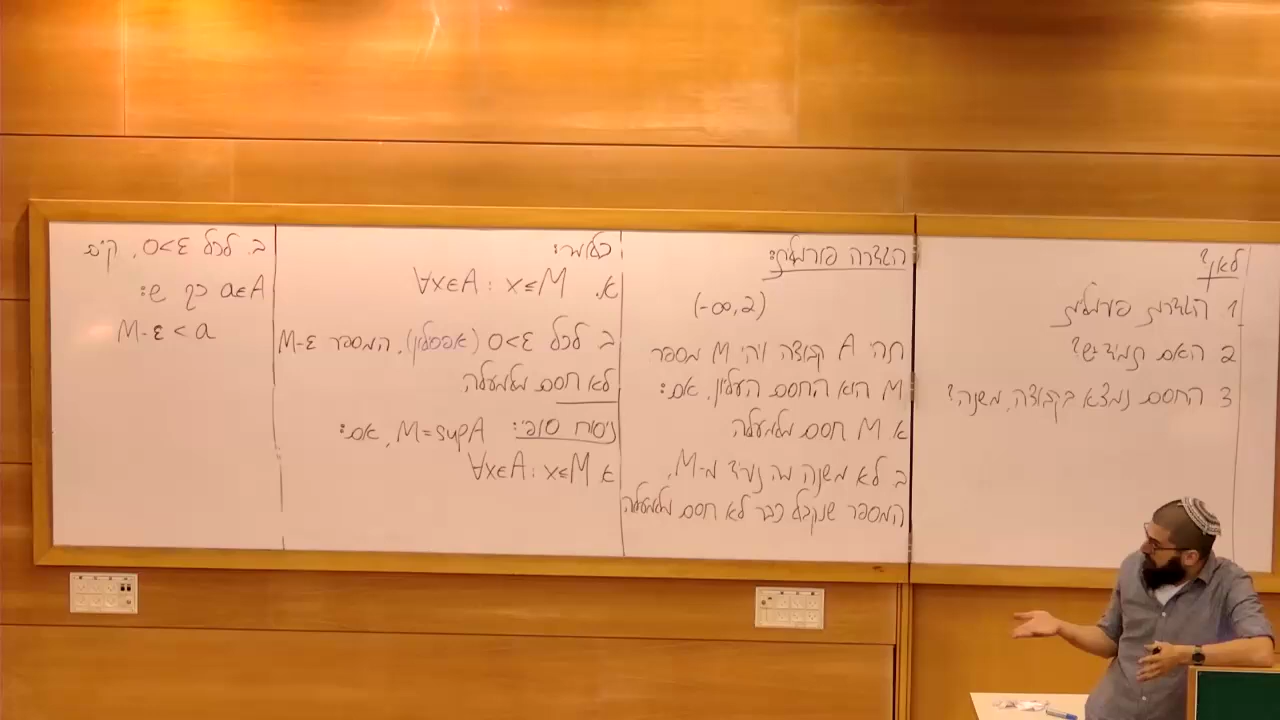 לאן?
1 הגדרות פורמליות
2 האם תמיד יש?
3 החסם נמצא בקבוצה, משנה?
הגדרה פורמלית:
(-∞,2)
תהי A קבוצה ויהי M מספר
M הוא החסם העליון, אם:
א M חסם מלמעלה
ב לא משנה מה נוריד מ-M,
המספר שנקבל כבר לא חסם מלמעלה
כלומר:
א. ∀x∈A: x≤M
ב לכל 0<ε (אפסילון), המספר M-ε
לא חסם מלמעלה
ניסוח סופי: M=supA, אם:
א ∀x∈A: x≤M
ב. לכל 0<ε, קיים
a∈A כך ש:
M-ε<a